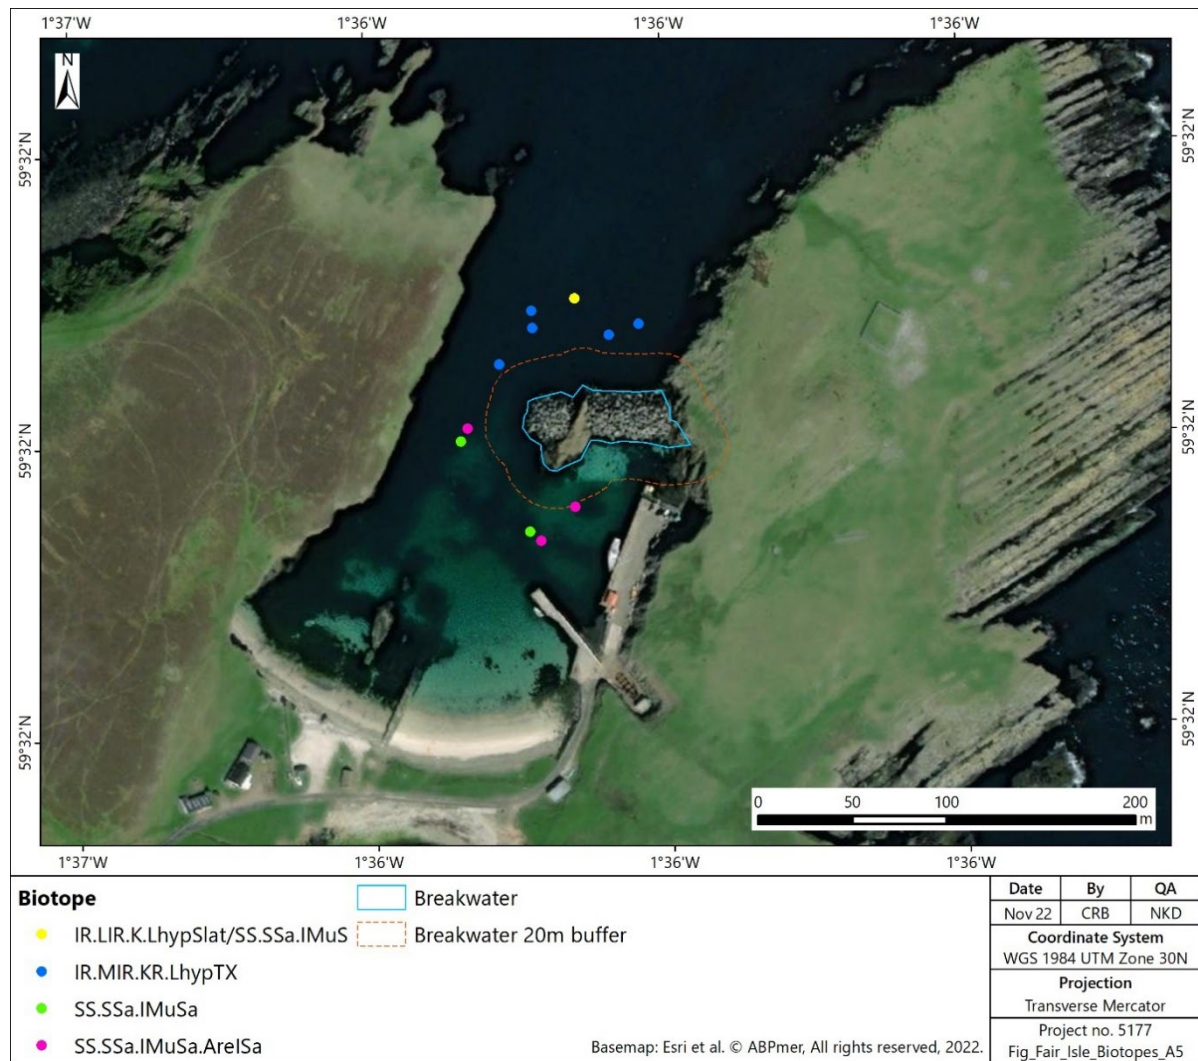 1°37'W 1°36'W 1°36'W 1°36'W
N
59°32'N 59°32'N
59°32'N 59°32'N
59°32'N 59°32'N
0 50 100 200
m
1°37'W 1°36'W 1°36'W 1°36'W
Biotope
IR.LIR.K.LhypSlat/SS.SSa.IMuS
IR.MIR.KR.LhypTX
SS.SSa.IMuSa
SS.SSa.IMuSa.ArelSa
Breakwater
Breakwater 20m buffer
Basemap: Esri et al. © ABPmer, All rights reserved, 2022.
Date By QA
Nov 22 CRB NKD
Coordinate System
WGS 1984 UTM Zone 30N
Projection
Transverse Mercator
Project no. 5177
Fig_Fair_Isle_Biotopes_A5